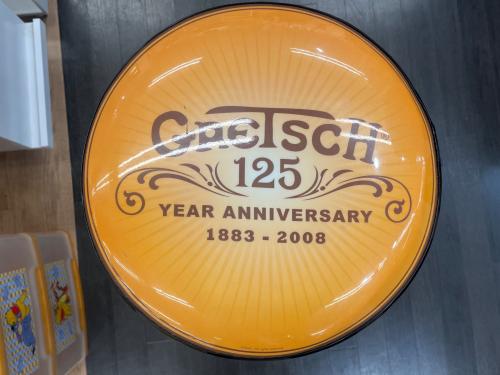 GRETSCH
125
YEAR ANNIVERSARY
1883 - 2008